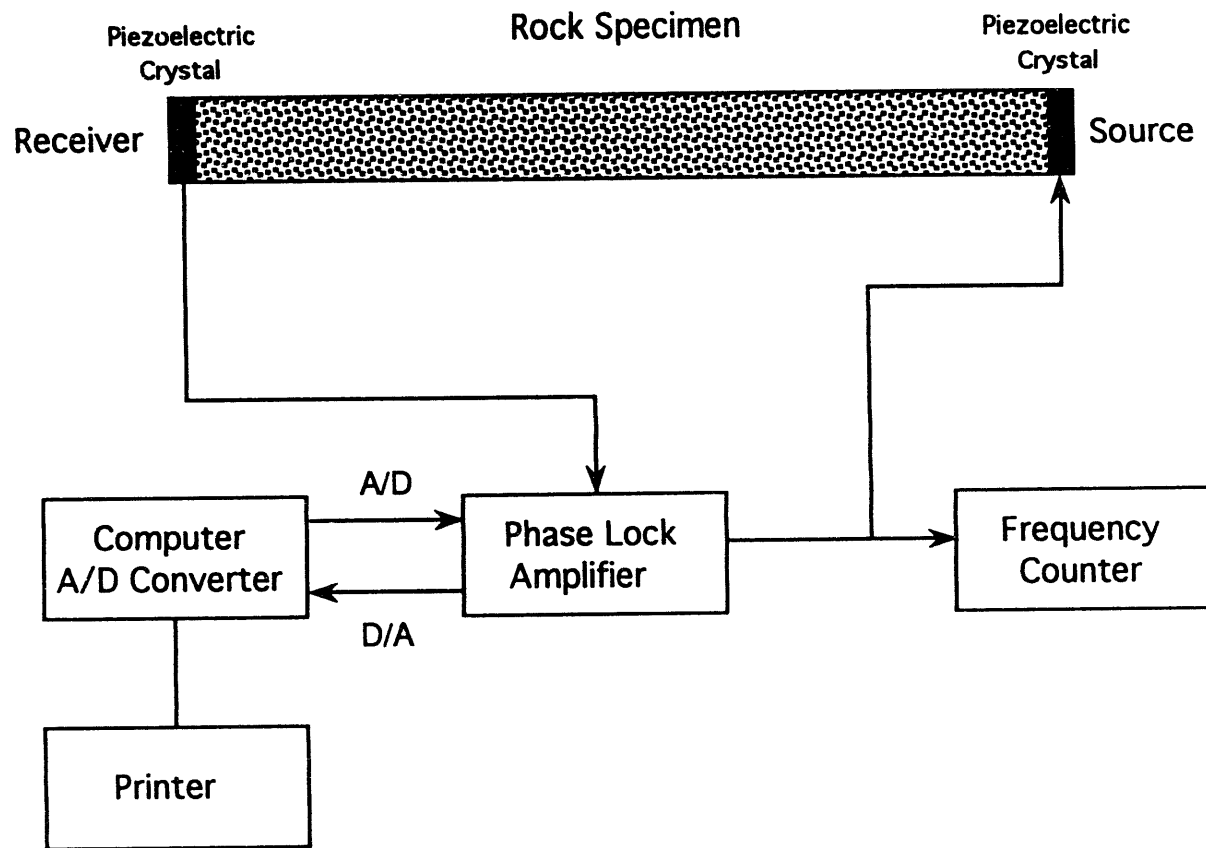 Piezoelectric
Crystal
Rock Specimen
Piezoelectric
Crystal
Receiver
Source
A/D
Computer
A/D Converter
Phase Lock
Amplifier
Frequency
Counter
D/A
Printer